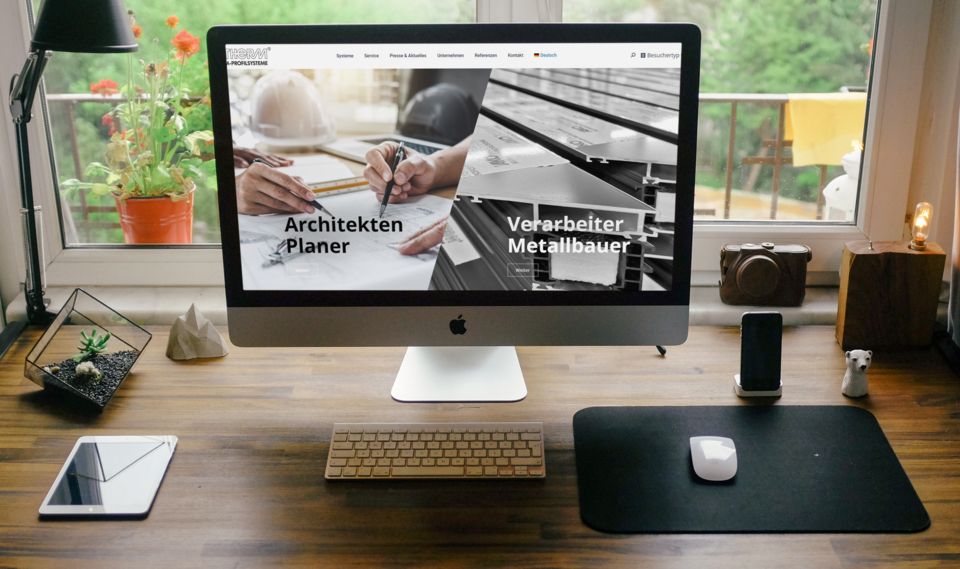 THERM
M-PROFILSYSTEME
Systeme Service Presse & Aktuelles Unternehmen Referenzen Kontakt Deutsch Besuchertyp
Architekten
Planer
Verarbeiter
Metallbauer
Weiter